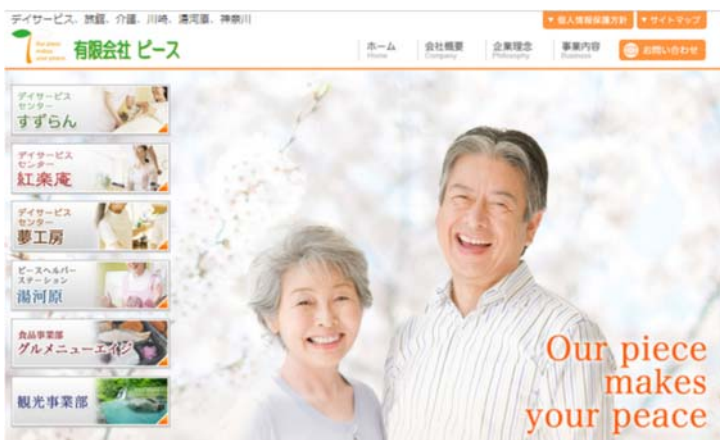 デイサービス、旅館、介護、川崎、湯河原、神奈川
▼ 個人情報保護方針
▼ サイトマップ
有限会社 ピース
ホーム
Home
会社概要
Company
企業理念
Philosophy
事業内容
Business
お問い合わせ
デイサービス
センター
すずらん
デイサービス
センター
紅楽庵
デイサービス
センター
夢工房
ピースヘルパー
ステーション
湯河原
食品事業部
グルメニューエイジ
観光事業部
Our piece
makes
your peace